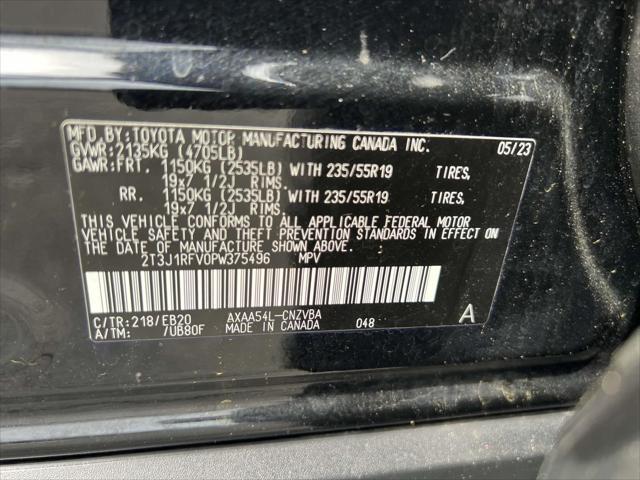 MFD. BY: TOYOTA MOTOR MANUFACTURING CANADA INC. 05/23
GVWR: 2135KG (4705LB)
GAWR: FRT. 1150KG (2535LB) WITH 235/55R19 TIRES,
19x7 1/2J RIMS.
RR. 1150KG (2535LB) WITH 235/55R19 TIRES,
19x7 1/2J RIMS.
THIS VEHICLE CONFORMS TO ALL APPLICABLE FEDERAL MOTOR
VEHICLE SAFETY AND THEFT PREVENTION STANDARDS IN EFFECT ON
THE DATE OF MANUFACTURE SHOWN ABOVE.
2T3J1RFV0PW375496 MPV
C/TR: 218/EB20 AXAA54L-CNZVBA A
A/TM: /UB80F MADE IN CANADA 048